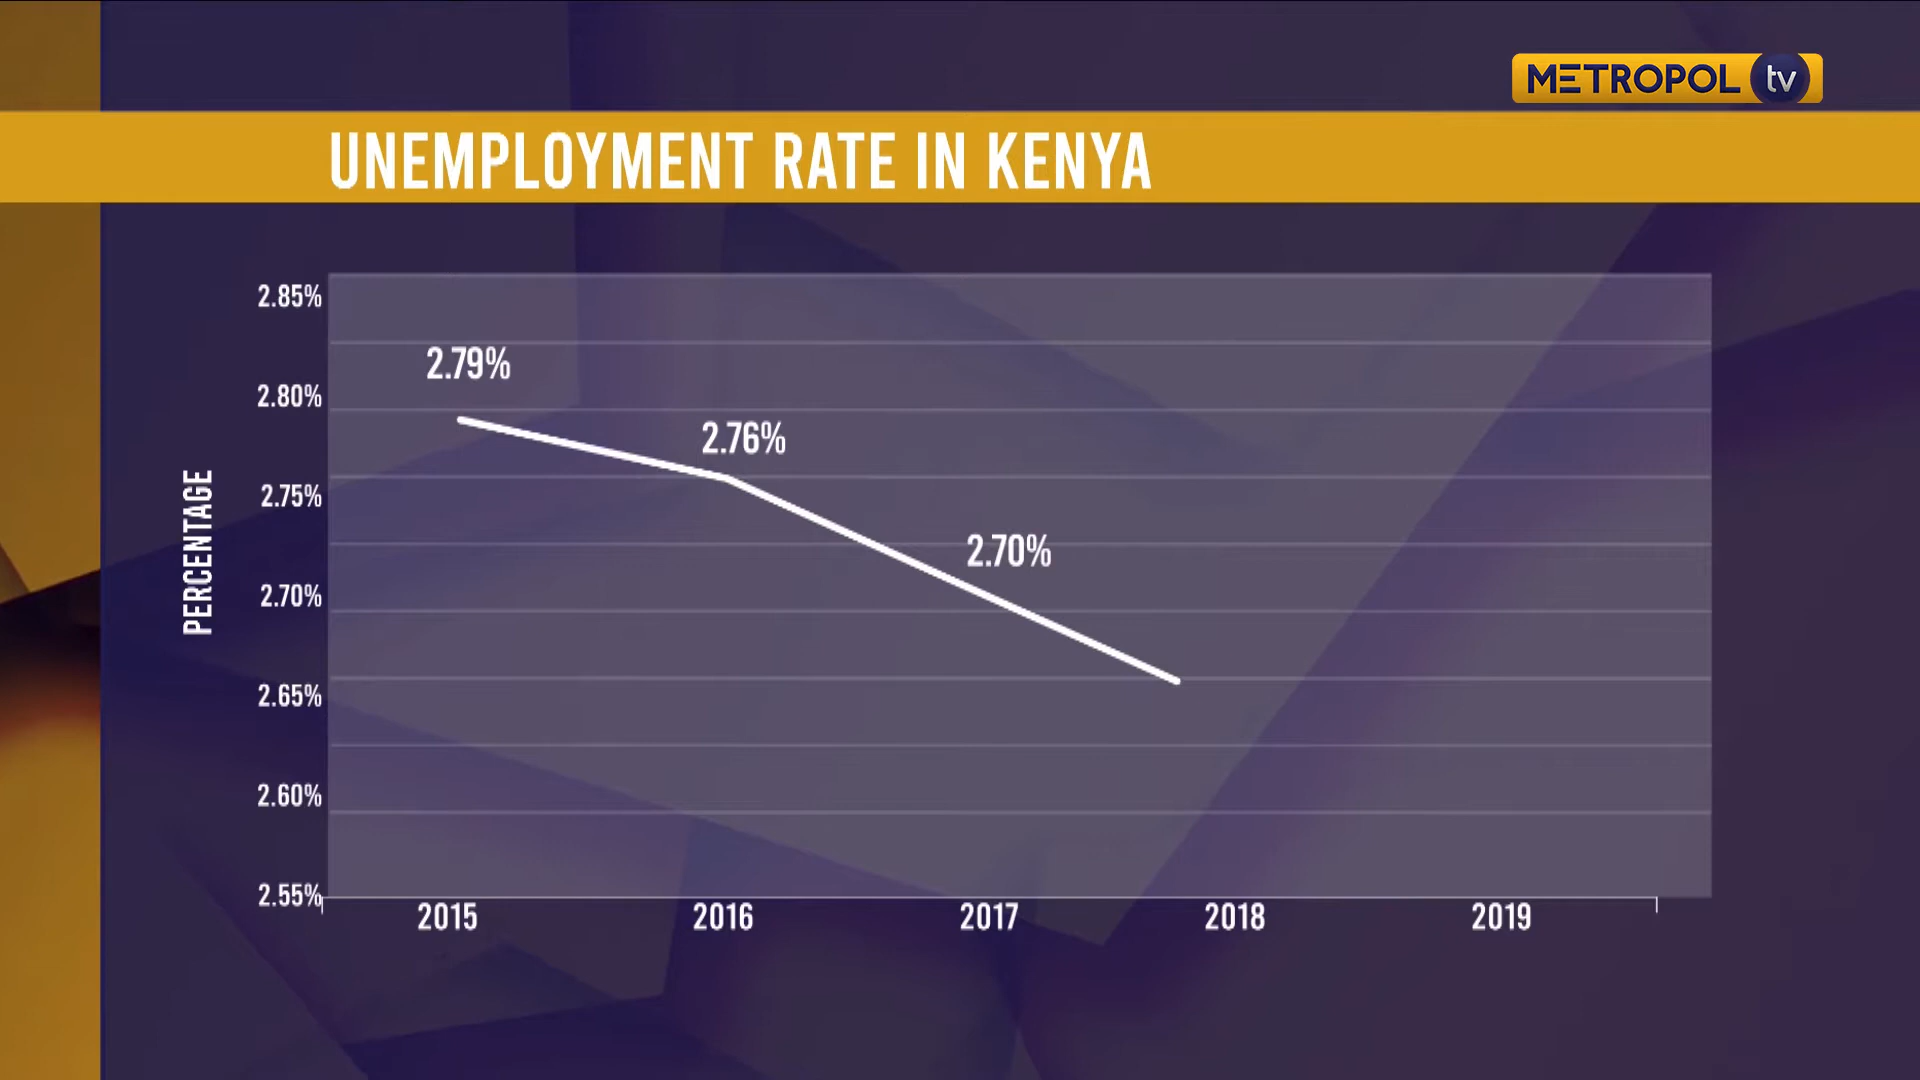 METROPOL tv
UNEMPLOYMENT RATE IN KENYA
2.85%
2.79%
2.80%
2.76%
2.75%
PERCENTAGE
2.70%
2.70%
2.65%
2.60%
2.55%
2015 2016 2017 2018 2019